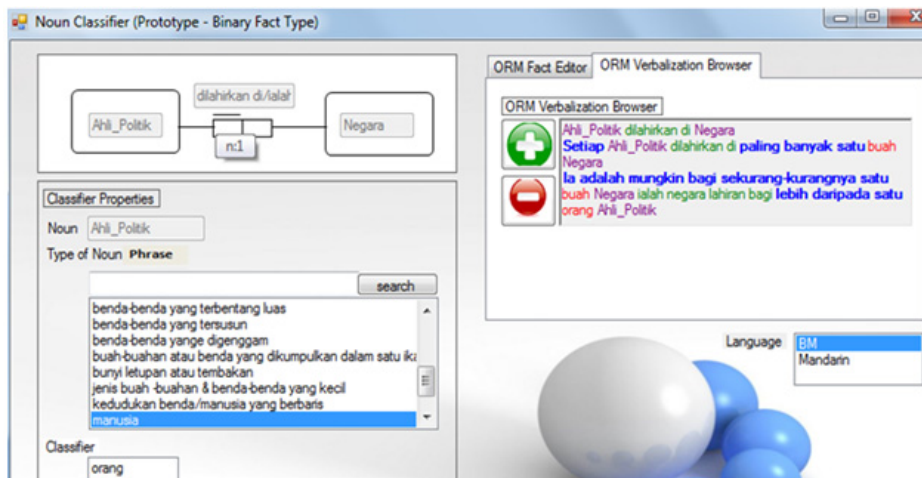 Noun Classifier (Prototype - Binary Fact Type)
dilahirkan di/ialah
Ahli_Politik
Negara
n:1
Classifier Properties
Noun Ahli_Politik
Type of Noun Phrase
search
benda-benda yang terbentang luas
benda-benda yang tersusun
benda-benda yange digenggam
buah-buahan atau benda yang dikumpulkan dalam satu ika
bunyi letupan atau tembakan
jenis buah -buahan & benda-benda yang kecil
kedudukan benda/manusia yang berbaris
manusia
Classifier
orang
ORM Fact Editor ORM Verbalization Browser
ORM Verbalization Browser
Ahli_Politik dilahirkan di Negara
Setiap Ahli_Politik dilahirkan di paling banyak satu buah
Negara
Ia adalah mungkin bagi sekurang-kurangnya satu
buah Negara ialah negara lahiran bagi lebih daripada satu
orang Ahli_Politik
Language
BM
Mandarin